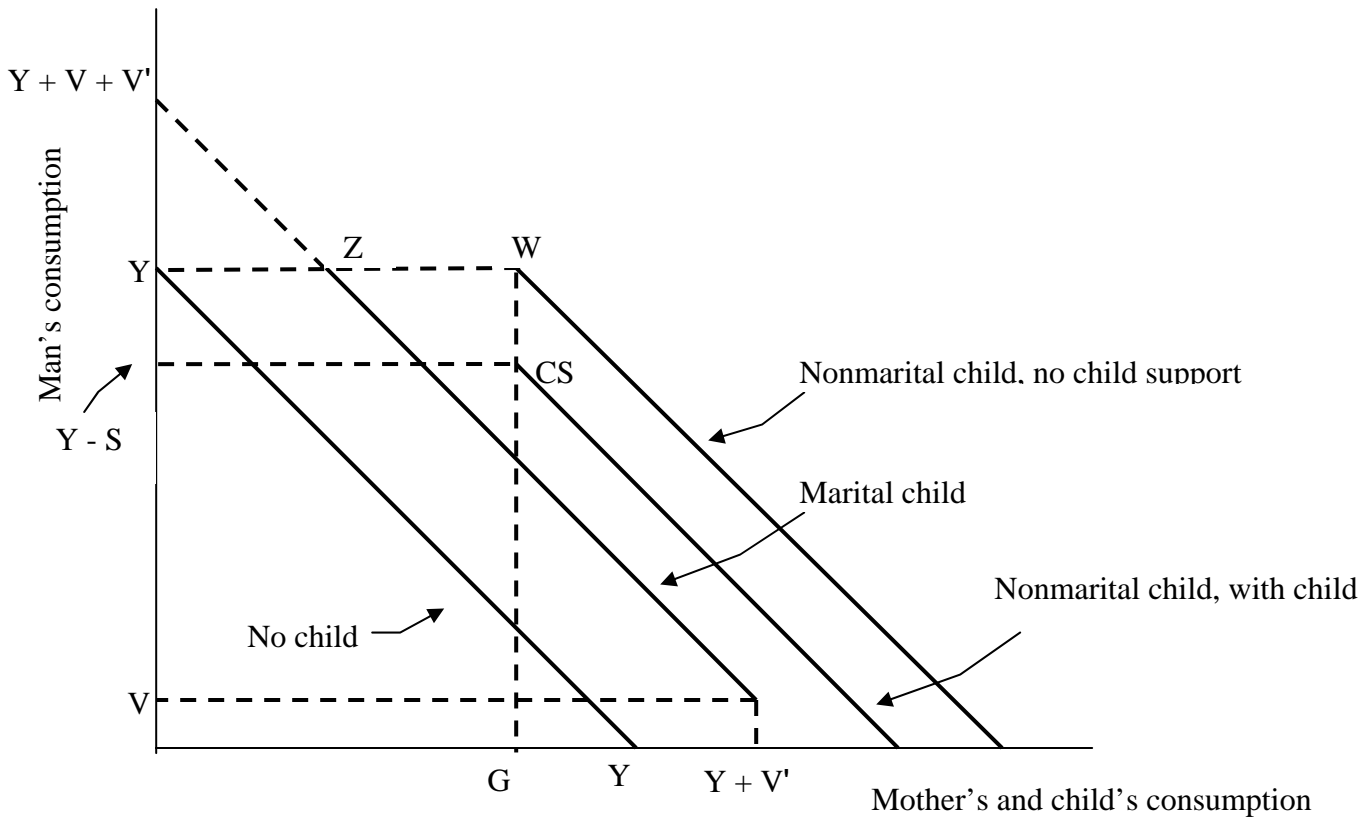 Y + V + V'
Man's consumption
Z
W
Y
CS
Nonmarital child, no child support
Y - S
Marital child
Nonmarital child, with child
No child
V
G
Y
Y + V'
Mother's and child's consumption